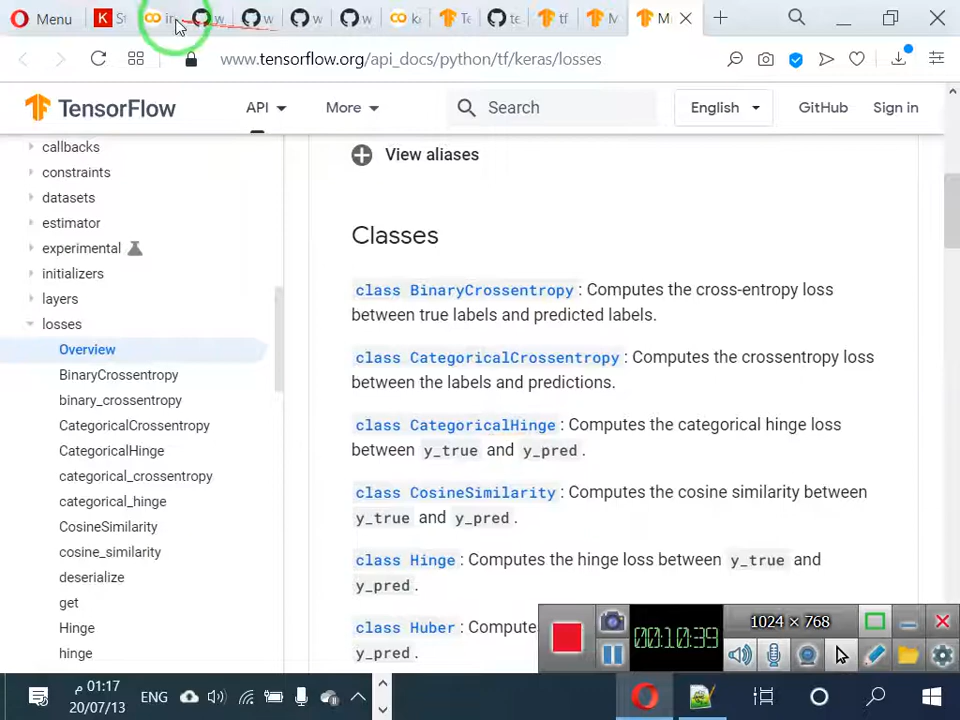 Menu
S
in
w
w
w
w
k
Te
te
tf
M
M
www.tensorflow.org/api_docs/python/tf/keras/losses
TensorFlow
API
More
Search
English
GitHub
Sign in
callbacks
constraints
datasets
estimator
experimental
initializers
layers
losses
Overview
BinaryCrossentropy
binary_crossentropy
CategoricalCrossentropy
CategoricalHinge
categorical_crossentropy
categorical_hinge
CosineSimilarity
cosine_similarity
deserialize
get
Hinge
hinge
View aliases
Classes
class BinaryCrossentropy : Computes the cross-entropy loss
between true labels and predicted labels.
class CategoricalCrossentropy : Computes the crossentropy loss
between the labels and predictions.
class CategoricalHinge : Computes the categorical hinge loss
between y_true and y_pred .
class CosineSimilarity : Computes the cosine similarity between
y_true and y_pred .
class Hinge : Computes the hinge loss between y_true and
y_pred .
class Huber : Compute
y_pred .
00:10:39
1024 × 768
01:17 م
20/07/13
ENG